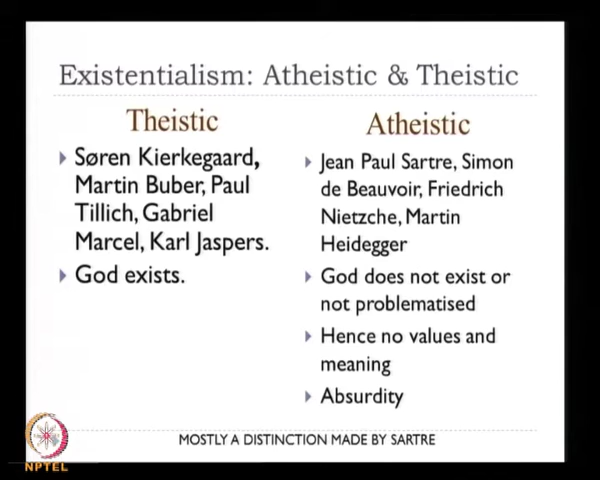 Existentialism: Atheistic & Theistic
Theistic
Søren Kierkegaard,
Martin Buber, Paul
Tillich, Gabriel
Marcel, Karl Jaspers.
God exists.
Atheistic
Jean Paul Sartre, Simon
de Beauvoir, Friedrich
Nietzche, Martin
Heidegger
God does not exist or
not problematised
Hence no values and
meaning
Absurdity
MOSTLY A DISTINCTION MADE BY SARTRE
NPTEL